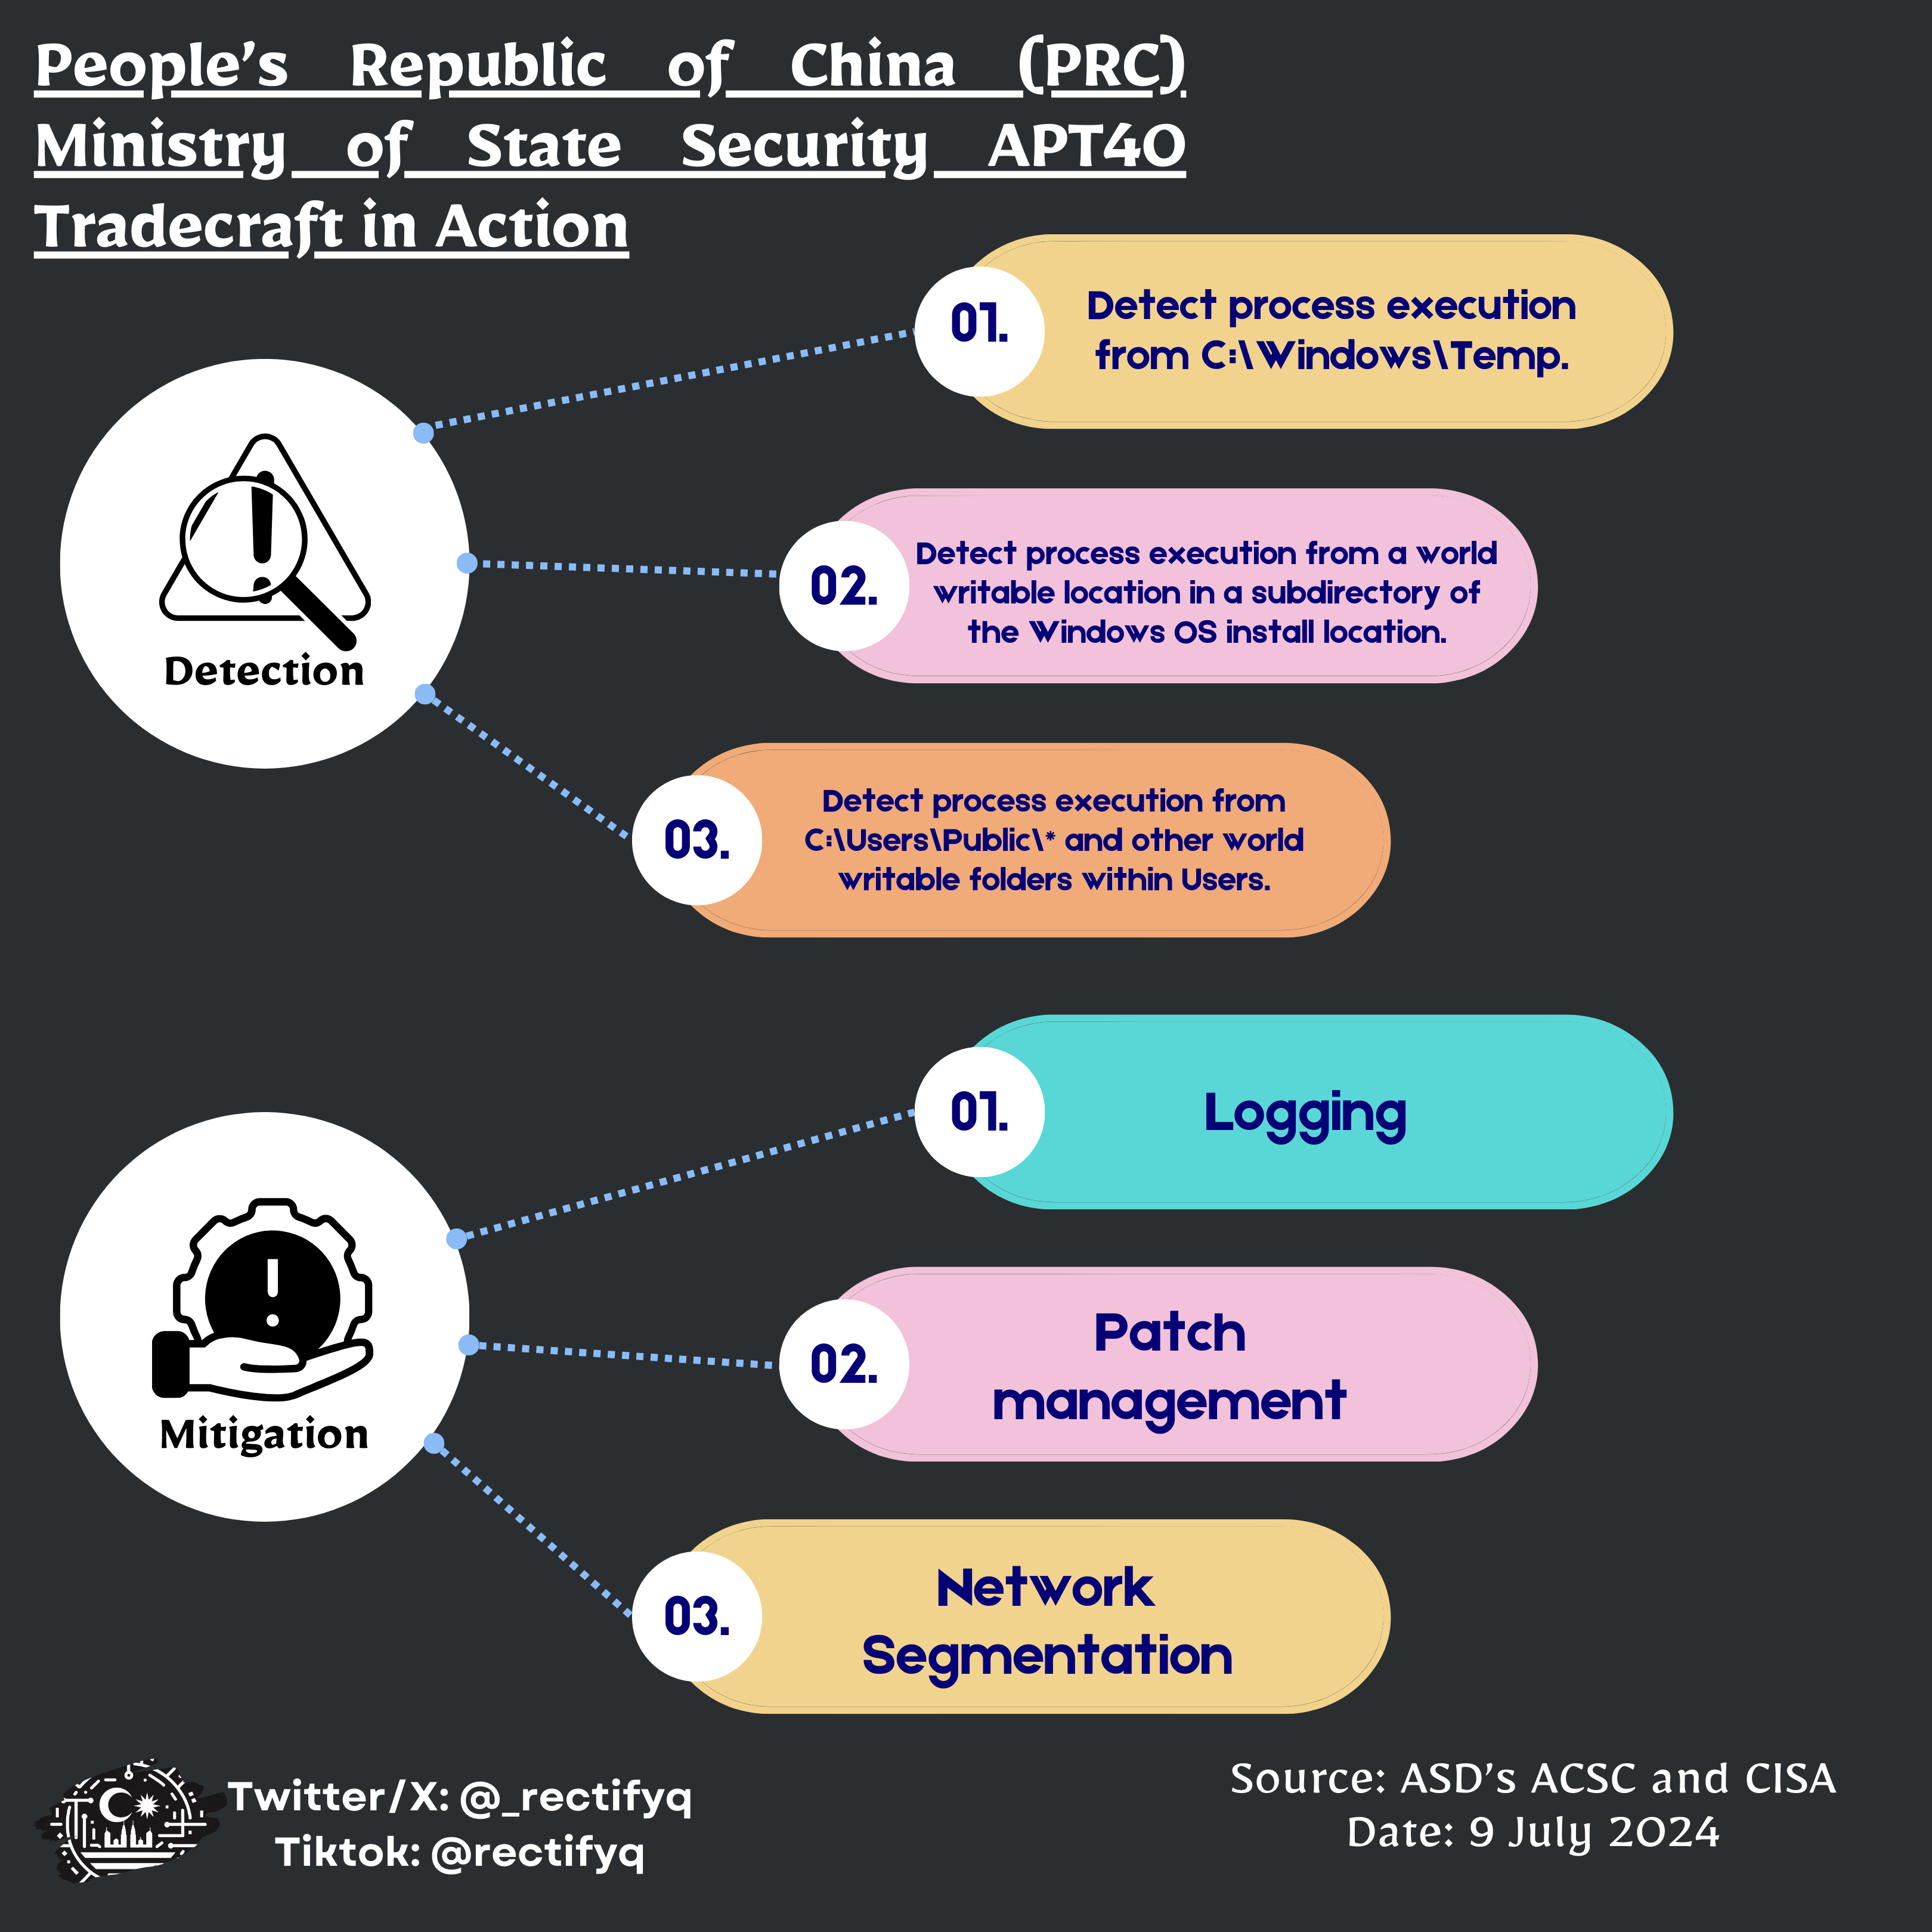 People's Republic of China (PRC)
Ministry of State Security APT40
Tradecraft in Action
Detection
01.
Detect process execution
from C:\Windows\Temp.
02.
Detect process execution from a world
writable location in a subdirectory of
the Windows OS install location.
03.
Detect process execution from
C:\Users\Public\* and other world
writable folders within Users.
Mitigation
01.
Logging
02.
Patch
management
03.
Network
Segmentation
Twitter/X: @_rectifyq
Tiktok: @rectifyq
Source: ASD's ACSC and CISA
Date: 9 July 2024